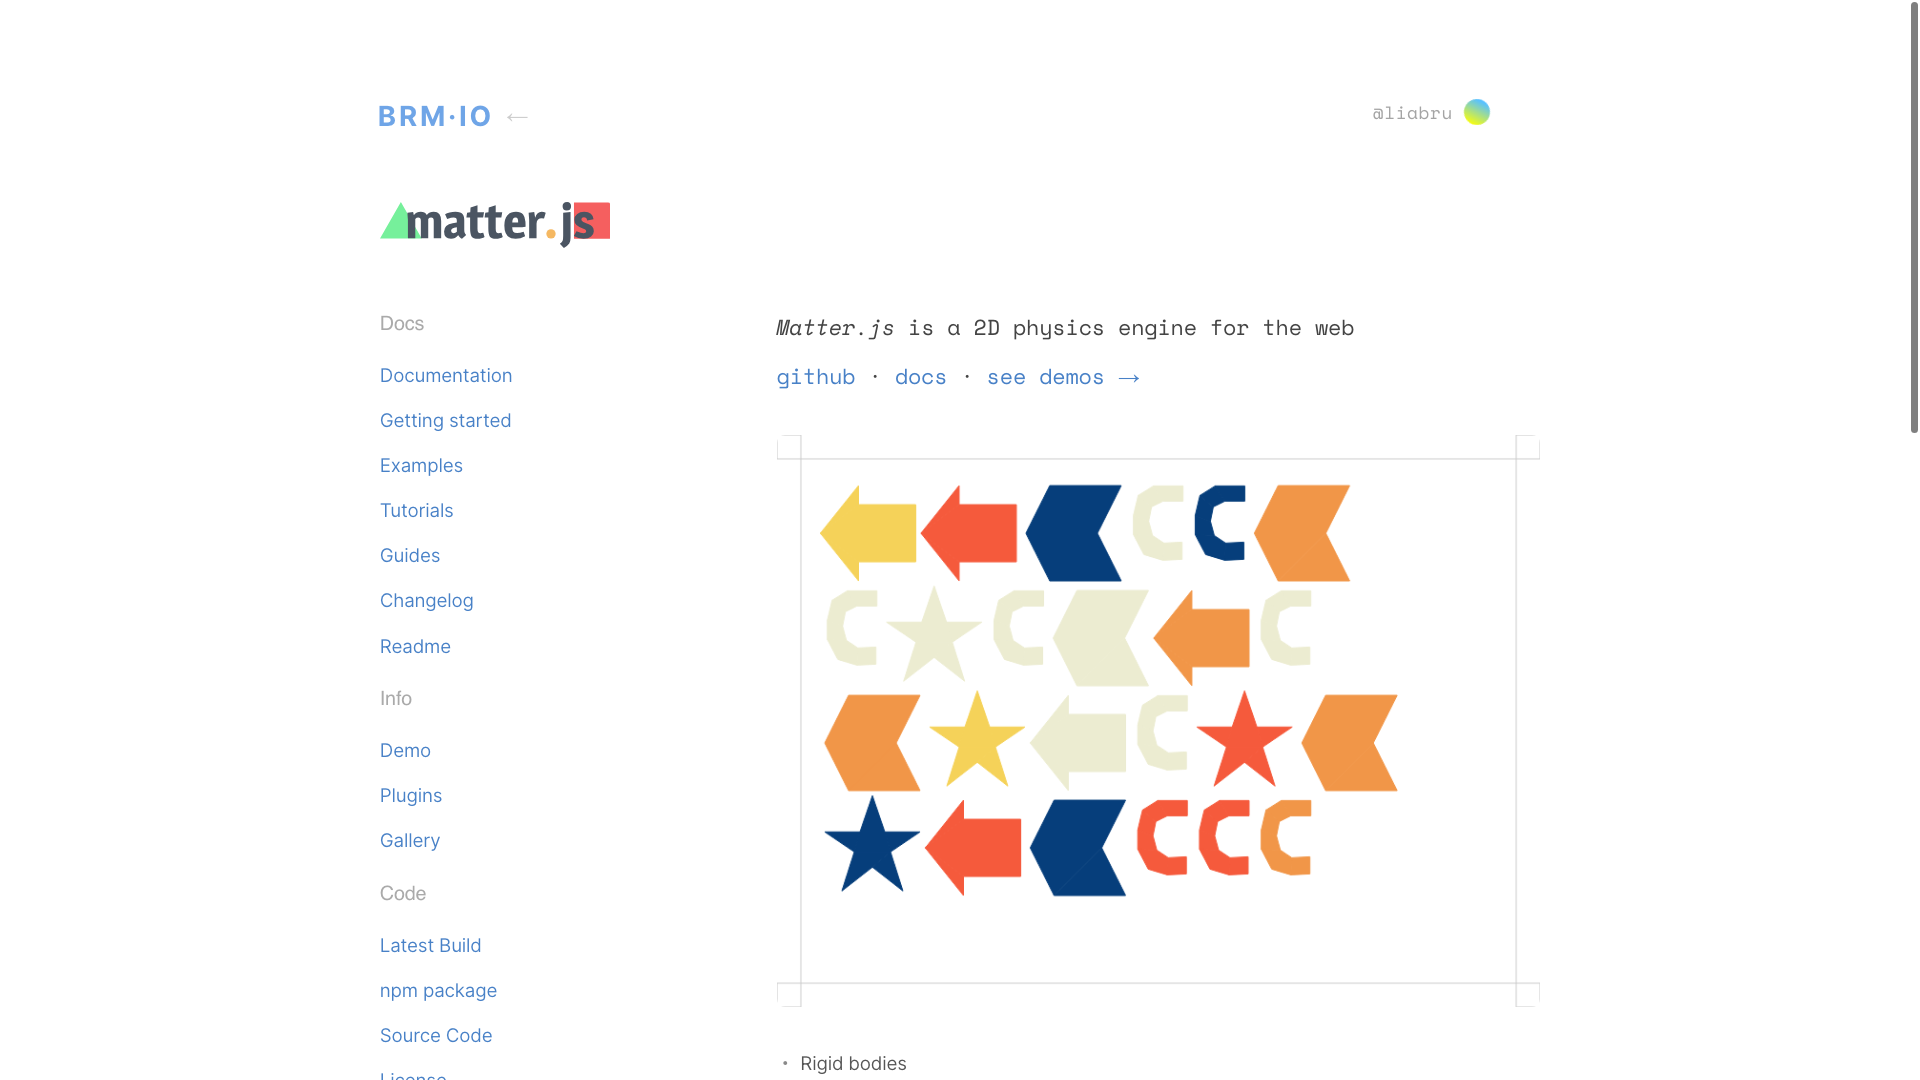 BRM·IO ←
@liabru
matter.js
Docs
Documentation
Getting started
Examples
Tutorials
Guides
Changelog
Readme
Info
Demo
Plugins
Gallery
Code
Latest Build
npm package
Source Code
License
Matter.js is a 2D physics engine for the web
github · docs · see demos →
• Rigid bodies